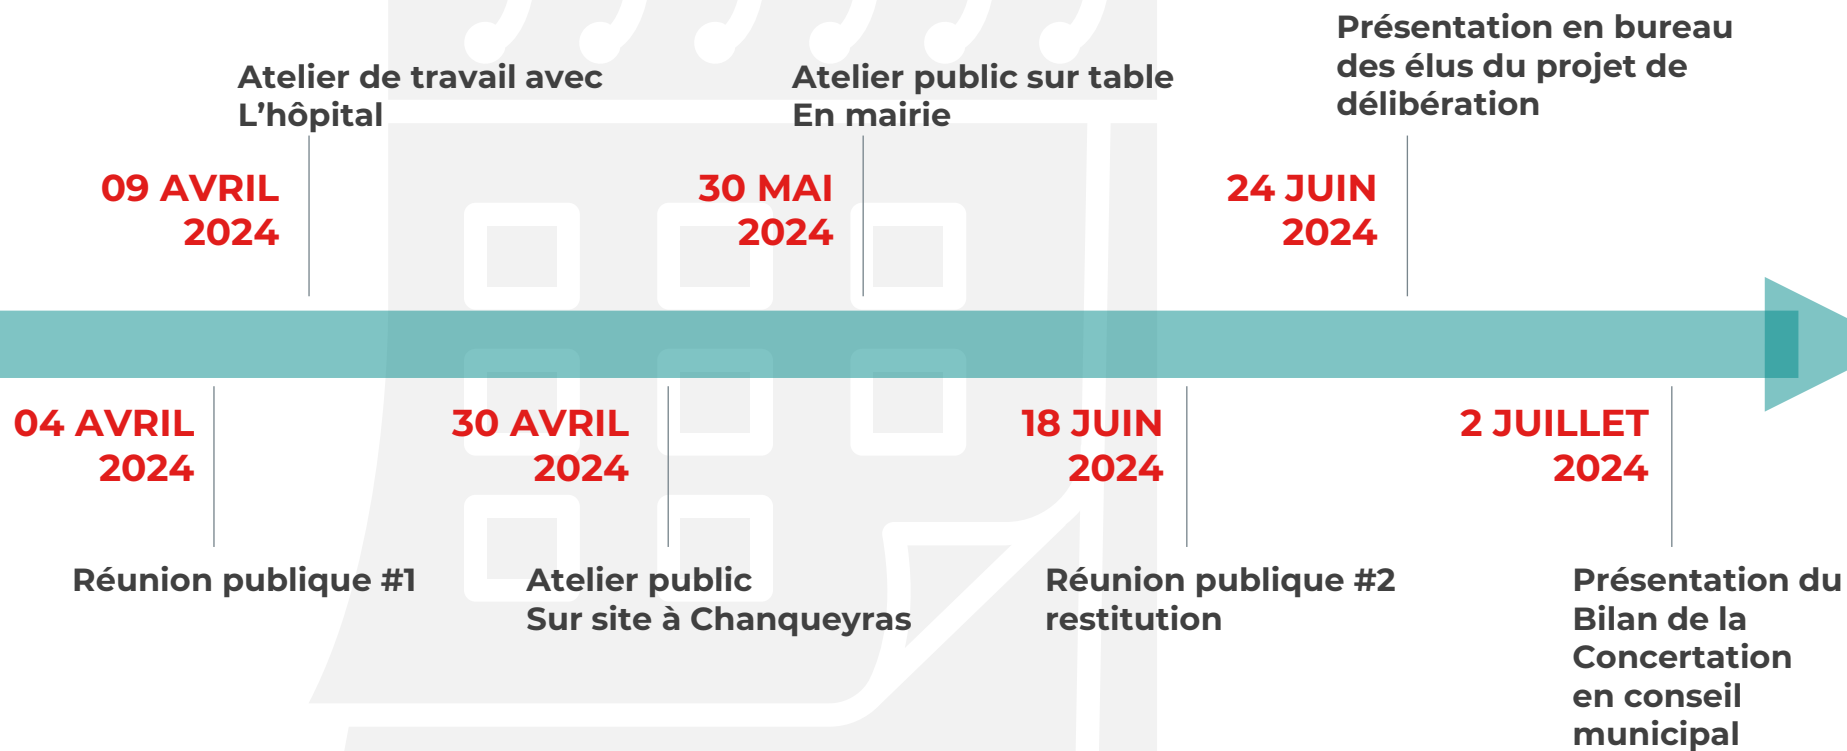 Atelier de travail avec
L’hôpital
09 AVRIL
2024
Atelier public sur table
En mairie
30 MAI
2024
Présentation en bureau
des élus du projet de
délibération
24 JUIN
2024
04 AVRIL
2024
Réunion publique #1
30 AVRIL
2024
Atelier public
Sur site à Chanqueyras
18 JUIN
2024
Réunion publique #2
restitution
2 JUILLET
2024
Présentation du
Bilan de la
Concertation
en conseil
municipal